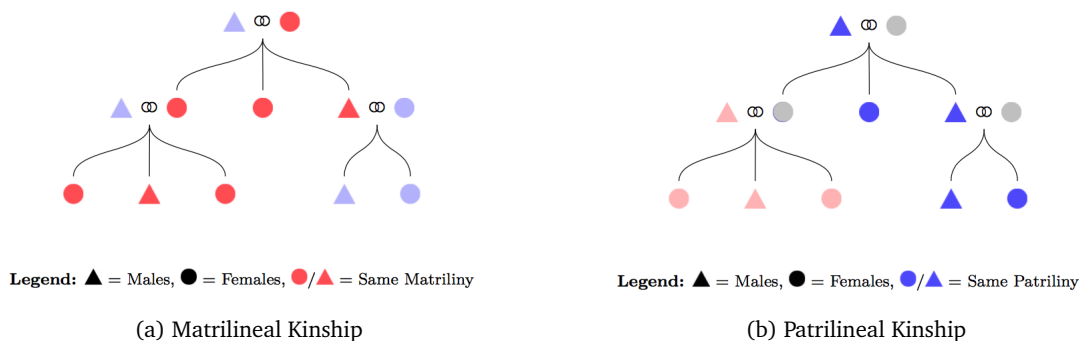 Legend: ▲ = Males, ● = Females, ●/▲ = Same Matriliny
(a) Matrilineal Kinship
Legend: ▲ = Males, ● = Females, ●/▲ = Same Patriliny
(b) Patrilineal Kinship